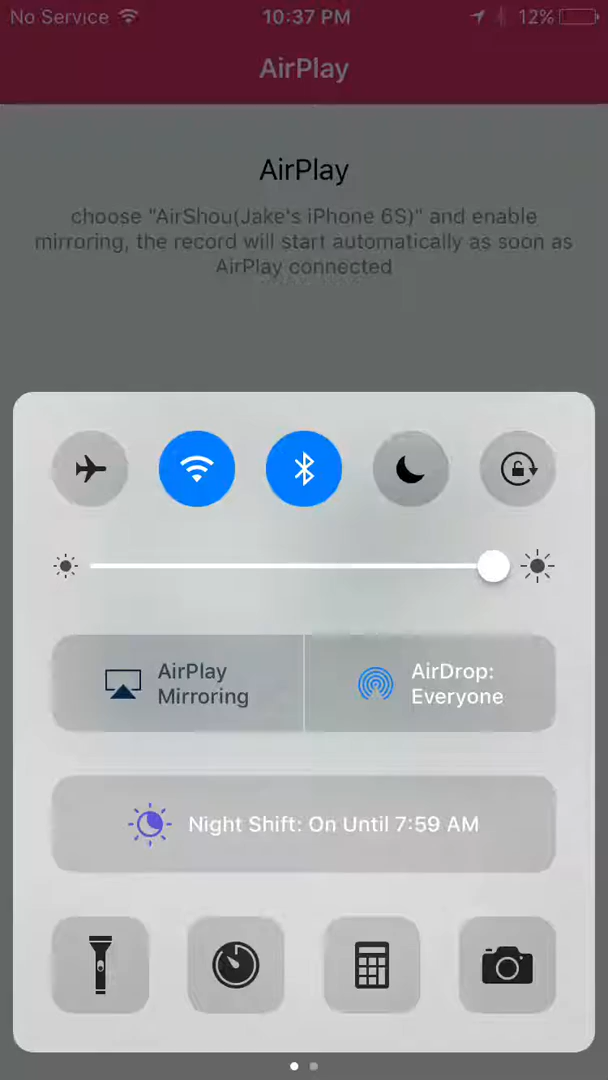 No Service 10:37 PM 12%
AirPlay
AirPlay
choose "AirShou(Jake's iPhone 6S)" and enable
mirroring, the record will start automatically as soon as
AirPlay connected
AirPlay
Mirroring
AirDrop:
Everyone
Night Shift: On Until 7:59 AM